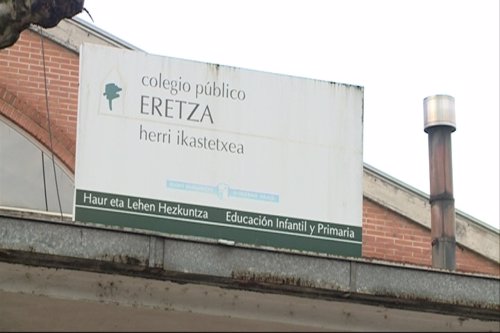 colegio público
ERETZA
herri ikastetxea
Haur eta Lehen Hezkuntza Educación Infantil y Primaria